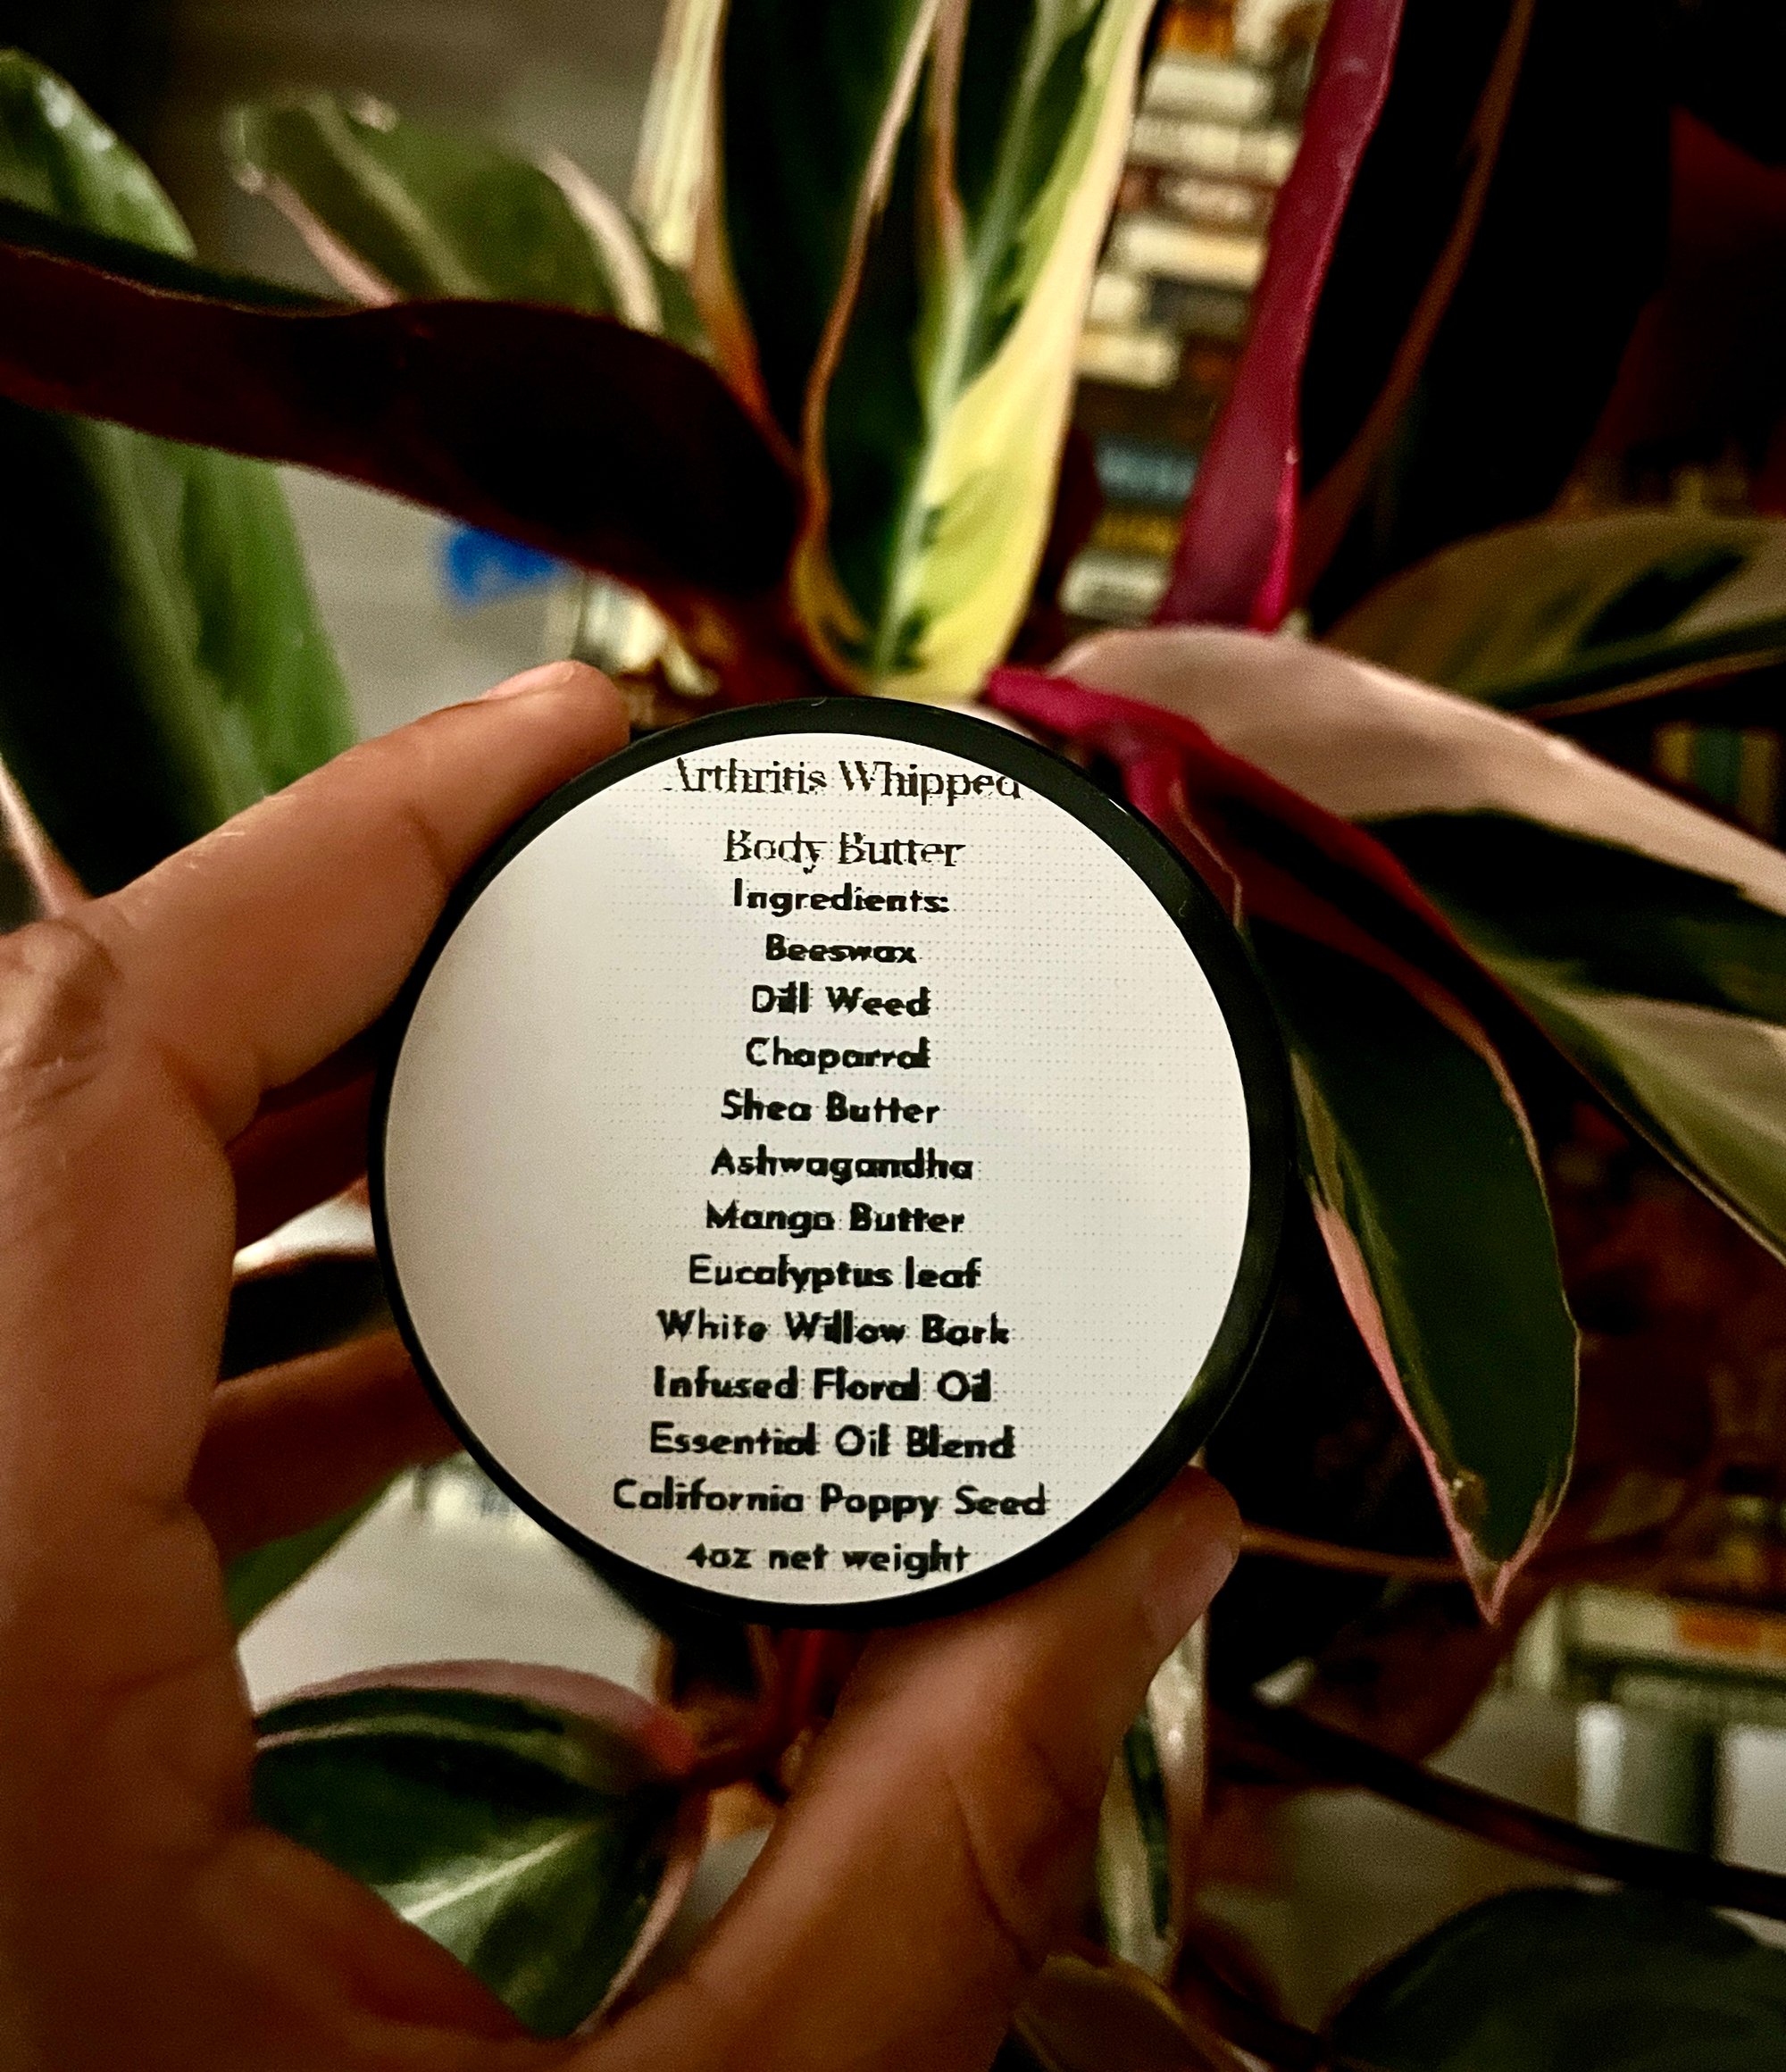 Arthritis Whipped
Body Butter
Ingredients:
Beeswax
Dill Weed
Chaparral
Shea Butter
Ashwagandha
Mango Butter
Eucalyptus leaf
White Willow Bark
Infused Floral Oil
Essential Oil Blend
California Poppy Seed
4oz net weight